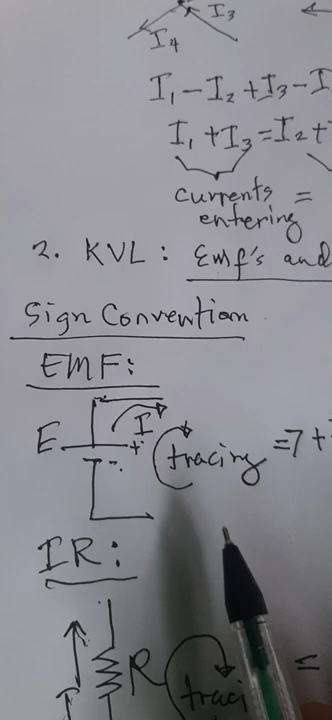 I₃
I₄
I₁ - I₂ + I₃ - I
I₁ + I₃ = I₂ +
currents =
entering
2. KVL: Emf's and
Sign Convention
EMF:
E I + - tracing = 7 +
IR:
R traci =
I